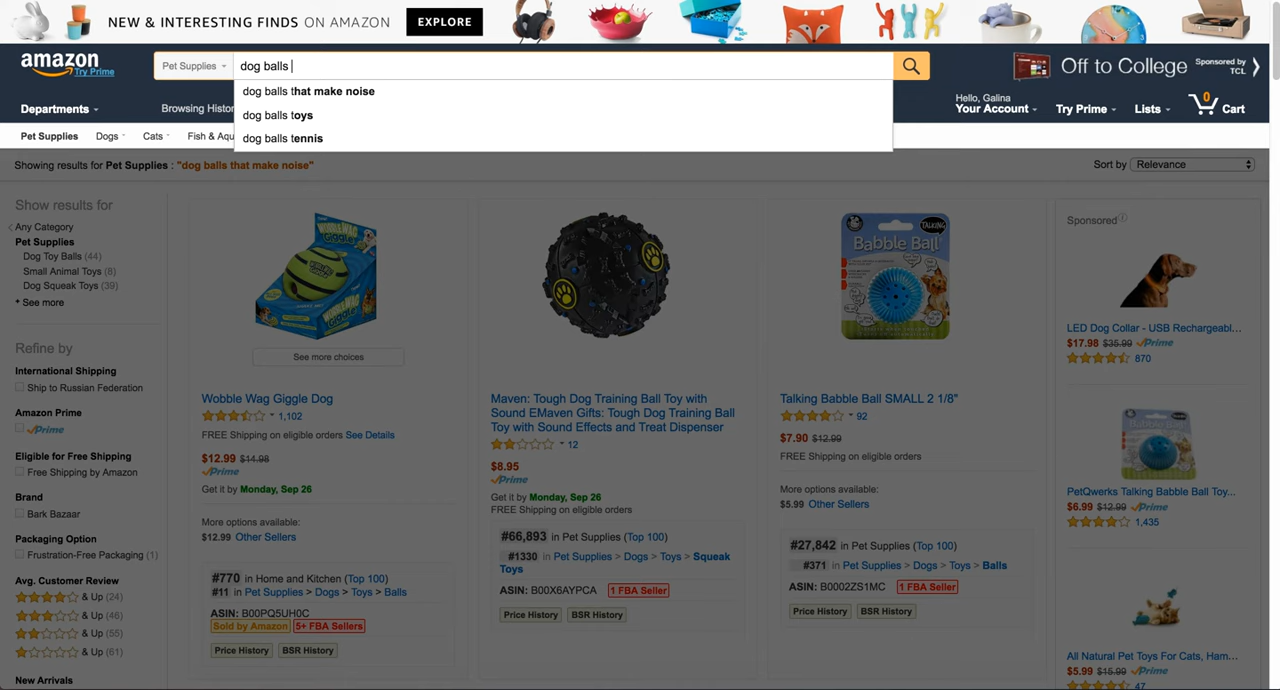 NEW & INTERESTING FINDS ON AMAZON EXPLORE
amazon
Try Prime
Pet Supplies
dog balls
dog balls that make noise
dog balls toys
dog balls tennis
Off to College
Sponsored by
TCL
Departments
Browsing Histor
Hello, Galina
Your Account
Try Prime
Lists
0
Cart
Pet Supplies
Dogs
Cats
Fish & Aqu
Showing results for Pet Supplies : "dog balls that make noise"
Sort by Relevance
Show results for
Any Category
Pet Supplies
Dog Toy Balls (44)
Small Animal Toys (8)
Dog Squeak Toys (39)
+ See more
Refine by
International Shipping
Ship to Russian Federation
Amazon Prime
Prime
Eligible for Free Shipping
Free Shipping by Amazon
Brand
Bark Bazaar
Packaging Option
Frustration-Free Packaging (1)
Avg. Customer Review
& Up (24)
& Up (46)
& Up (55)
& Up (61)
New Arrivals
WOBBLE WAG
GIGGLE
See more choices
Wobble Wag Giggle Dog
1,102
FREE Shipping on eligible orders See Details
$12.99 $14.98
Prime
Get it by Monday, Sep 26
More options available:
$12.99 Other Sellers
#770 in Home and Kitchen (Top 100)
#11 in Pet Supplies > Dogs > Toys > Balls
ASIN: B00PQ5UH0C
Sold by Amazon 5+ FBA Sellers
Price History BSR History
Maven: Tough Dog Training Ball Toy with
Sound EMaven Gifts: Tough Dog Training Ball
Toy with Sound Effects and Treat Dispenser
12
$8.95
Prime
Get it by Monday, Sep 26
FREE Shipping on eligible orders
#66,893 in Pet Supplies (Top 100)
#1330 in Pet Supplies > Dogs > Toys > Squeak
Toys
ASIN: B00X6AYPCA 1 FBA Seller
Price History BSR History
TALKING
Babble Ball
Talking Babble Ball SMALL 2 1/8"
92
$7.90 $12.99
FREE Shipping on eligible orders
More options available:
$5.99 Other Sellers
#27,842 in Pet Supplies (Top 100)
#371 in Pet Supplies > Dogs > Toys > Balls
ASIN: B0002ZS1MC 1 FBA Seller
Price History BSR History
Sponsored
LED Dog Collar - USB Rechargeabl...
$17.98 $35.99 Prime
870
Babble Ball
PetQwerks Talking Babble Ball Toy...
$6.99 $12.99 Prime
1,435
All Natural Pet Toys For Cats, Ham...
$5.99 $15.99 Prime
47